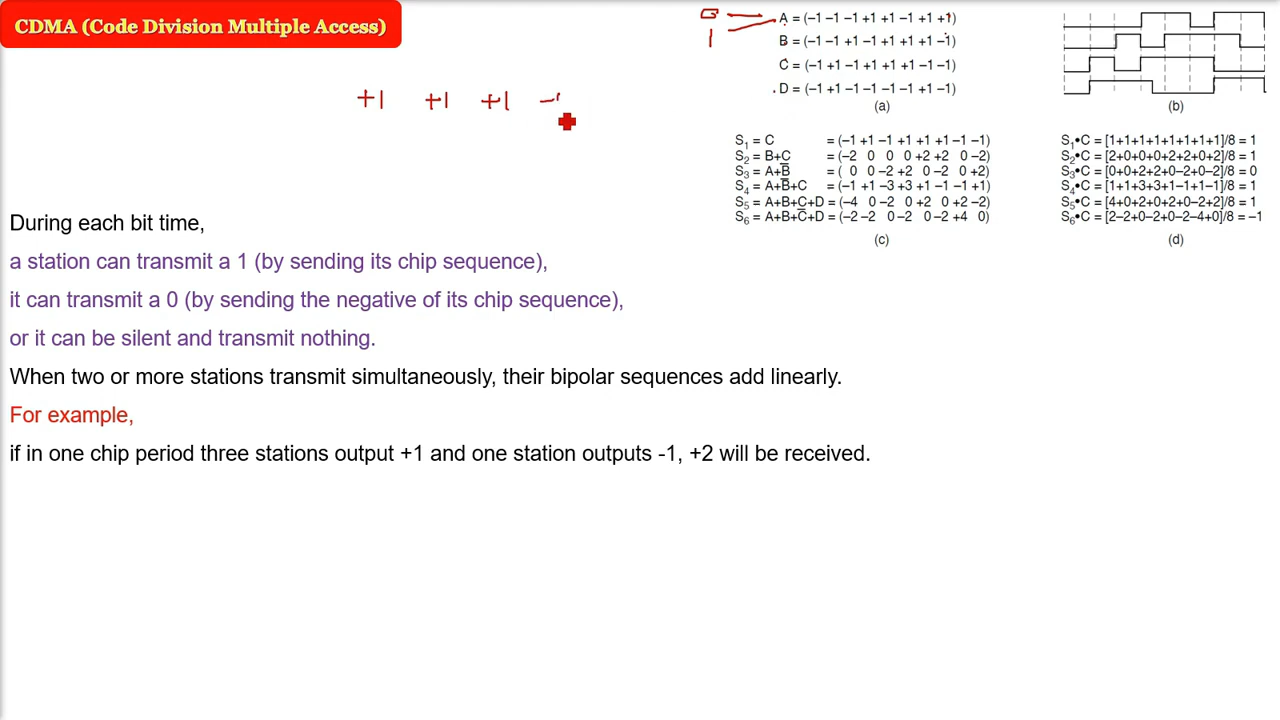 CDMA (Code Division Multiple Access)
0
1
A = (−1 −1 −1 +1 +1 −1 +1 +1)
B = (−1 −1 +1 −1 +1 +1 +1 −1)
C = (−1 +1 −1 +1 +1 +1 −1 −1)
D = (−1 +1 −1 −1 −1 −1 +1 −1)
(a)
(b)
+1 +1 +1 -1
S₁ = C = (−1 +1 −1 +1 +1 +1 −1 −1)
S₂ = B+C = (−2 0 0 0 +2 +2 0 −2)
S₃ = A+B̅ = ( 0 0 −2 +2 0 −2 0 +2)
S₄ = A+B̅+C = (−1 +1 −3 +3 +1 −1 −1 +1)
S₅ = A+B+C+D = (−4 0 −2 0 +2 0 +2 −2)
S₆ = A+B+C̅+D = (−2 −2 0 −2 0 −2 +4 0)
(c)
S₁•C = [1+1+1+1+1+1+1+1]/8 = 1
S₂•C = [2+0+0+0+2+2+0+2]/8 = 1
S₃•C = [0+0+2+2+0−2+0−2]/8 = 0
S₄•C = [1+1+3+3+1−1+1−1]/8 = 1
S₅•C = [4+0+2+0+2+0−2+2]/8 = 1
S₆•C = [2−2+0−2+0−2−4+0]/8 = −1
(d)
During each bit time,
a station can transmit a 1 (by sending its chip sequence),
it can transmit a 0 (by sending the negative of its chip sequence),
or it can be silent and transmit nothing.
When two or more stations transmit simultaneously, their bipolar sequences add linearly.
For example,
if in one chip period three stations output +1 and one station outputs -1, +2 will be received.